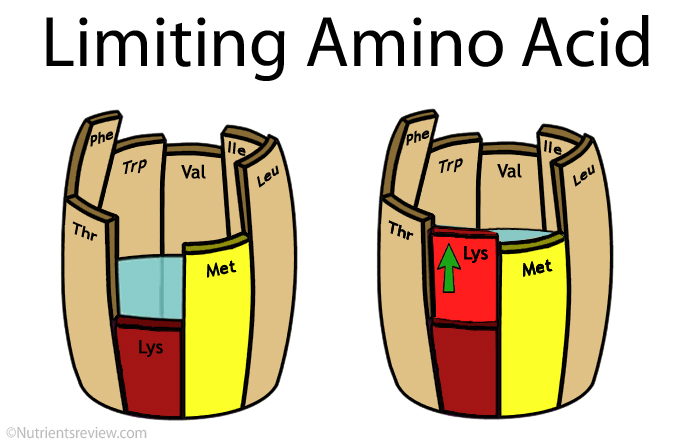 Limiting Amino Acid
Phe
Trp
Val
Ile
Leu
Thr
Met
Lys
Phe
Trp
Val
Ile
Leu
Thr
Lys
Met
©Nutrientsreview.com